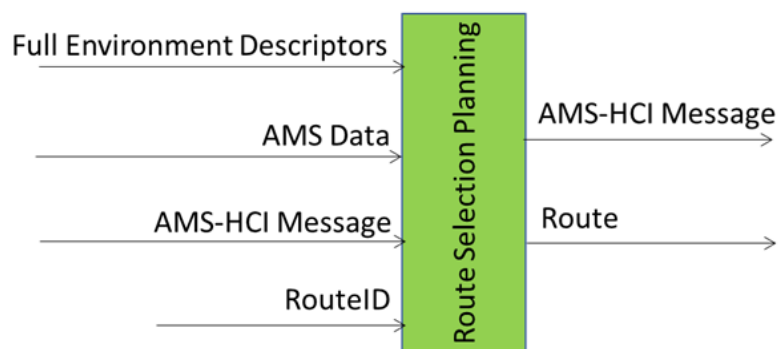 Full Environment Descriptors
AMS Data
AMS-HCI Message
RouteID
Route Selection Planning
AMS-HCI Message
Route